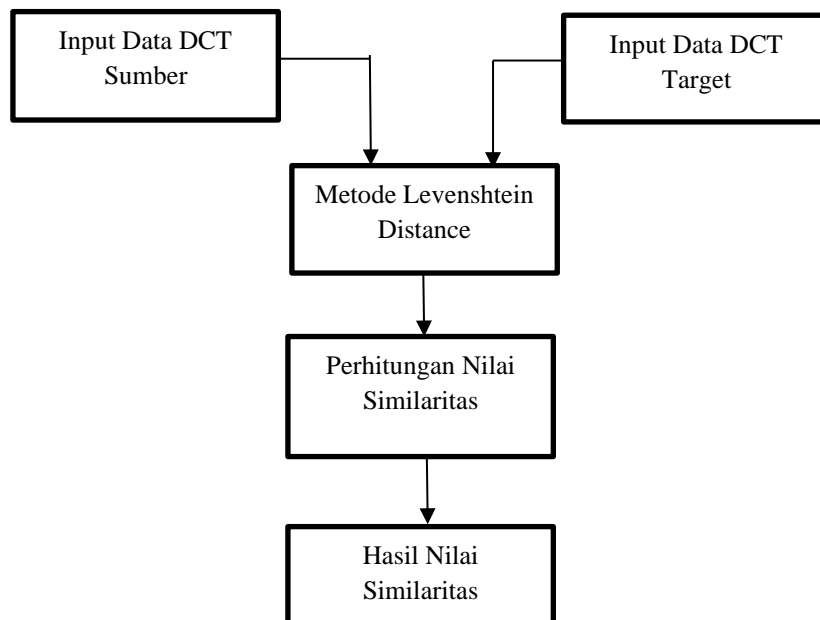 Input Data DCT
Sumber
Input Data DCT
Target
Metode Levenshtein
Distance
Perhitungan Nilai
Similaritas
Hasil Nilai
Similaritas